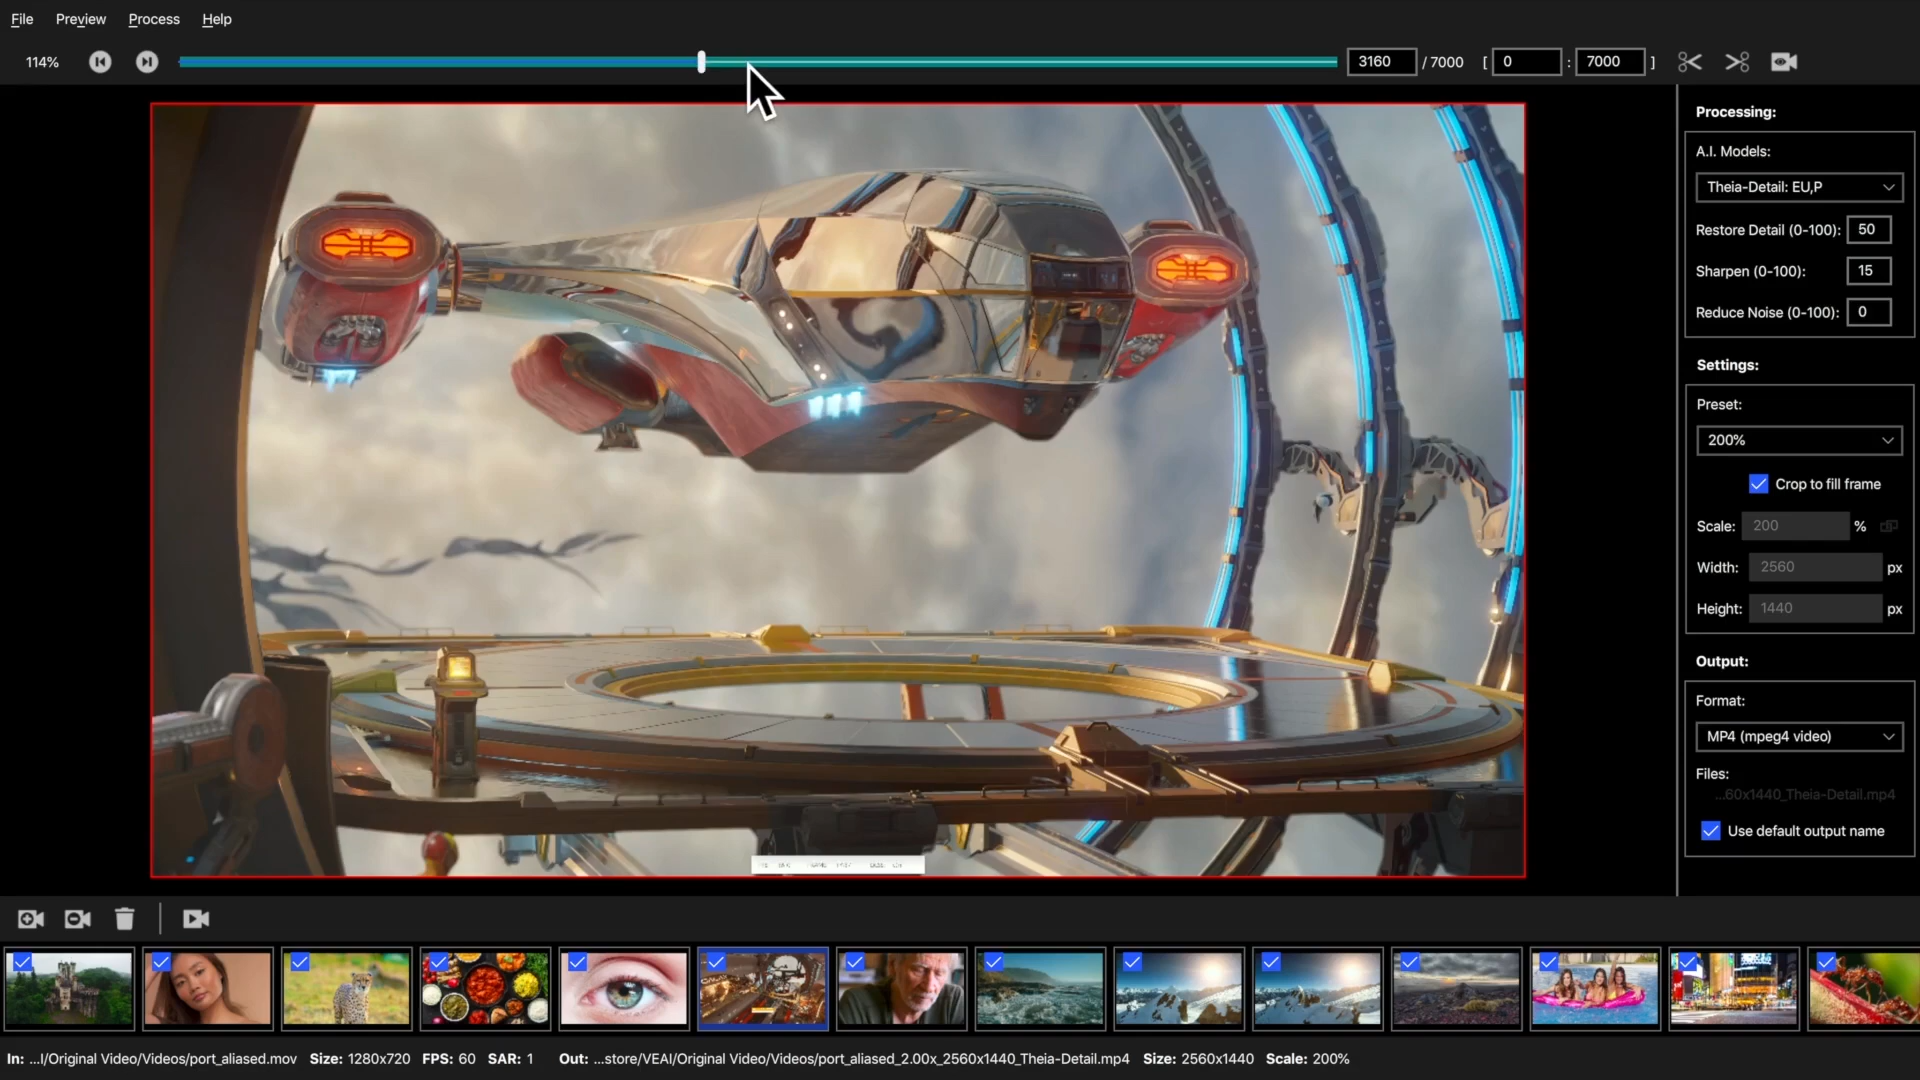 File Preview Process Help
114% 3160 / 7000 [ 0 : 7000 ]
Processing:
A.I. Models:
Theia-Detail: EU,P
Restore Detail (0-100): 50
Sharpen (0-100): 15
Reduce Noise (0-100): 0
Settings:
Preset:
200%
Crop to fill frame
Scale: 200 %
Width: 2560 px
Height: 1440 px
Output:
Format:
MP4 (mpeg4 video)
Files:
...60x1440_Theia-Detail.mp4
Use default output name
In: ...l/Original Video/Videos/port_aliased.mov Size: 1280x720 FPS: 60 SAR: 1 Out: ...store/VEAI/Original Video/Videos/port_aliased_2.00x_2560x1440_Theia-Detail.mp4 Size: 2560x1440 Scale: 200%